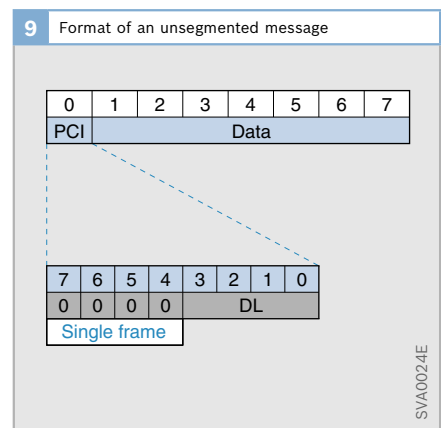 9 Format of an unsegmented message
0 1 2 3 4 5 6 7
PCI Data
7 6 5 4 3 2 1 0
0 0 0 0 DL
Single frame
SVA0024E